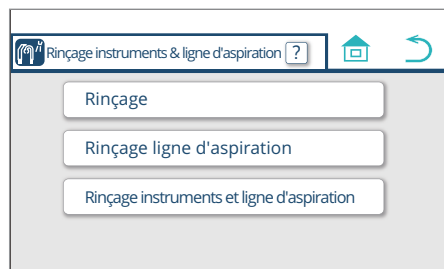 Rinçage instruments & ligne d'aspiration ?
Rinçage
Rinçage ligne d'aspiration
Rinçage instruments et ligne d'aspiration